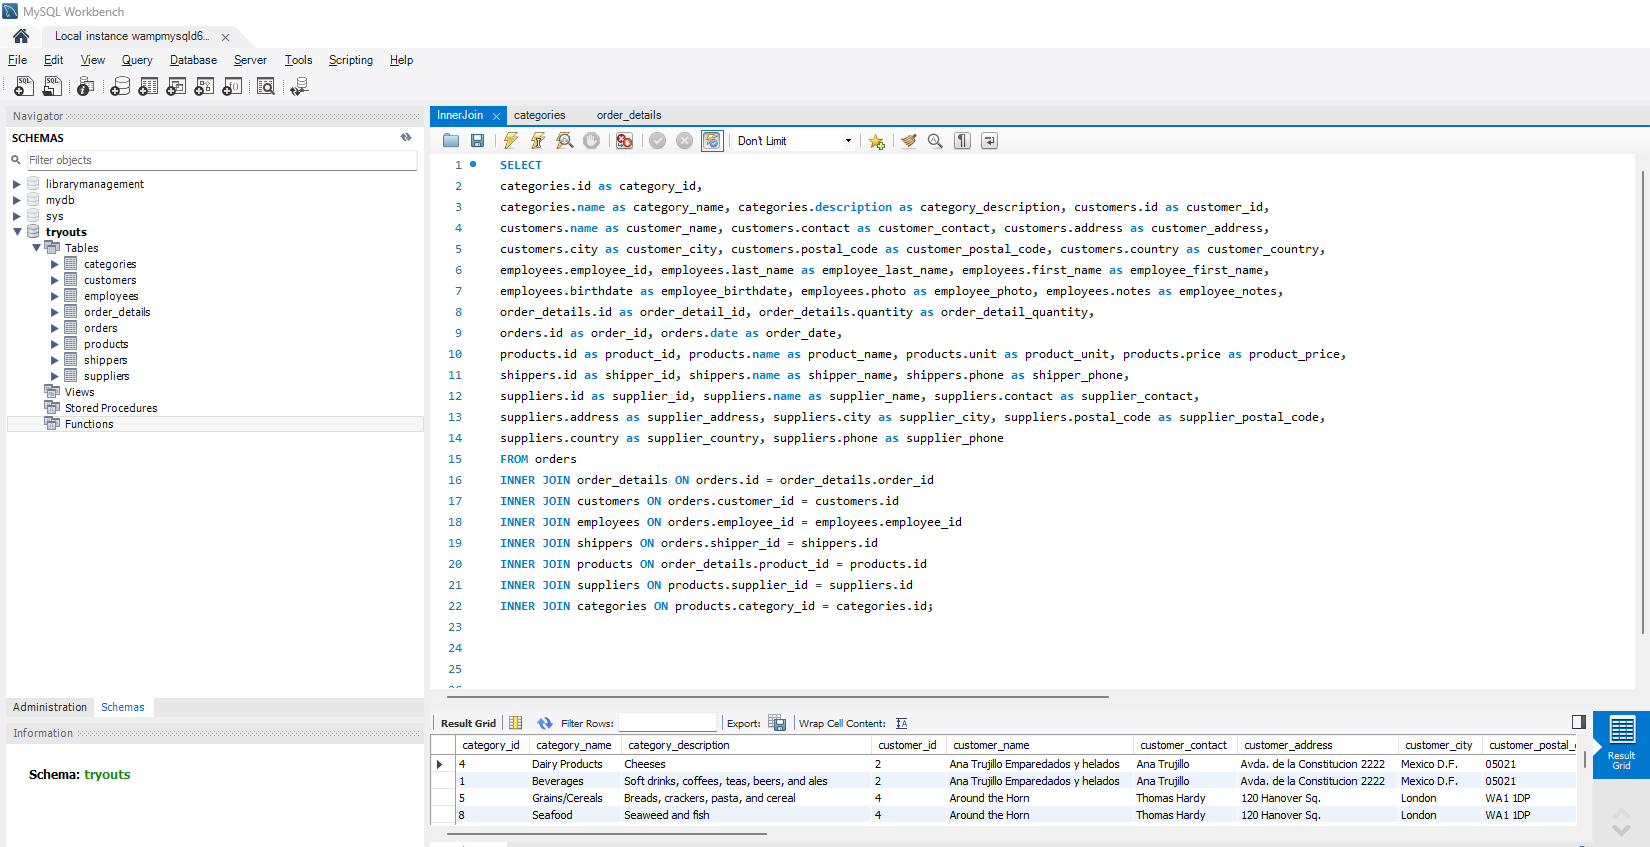 MySQL Workbench
Local instance wampmysqld6...
File Edit View Query Database Server Tools Scripting Help
Navigator
SCHEMAS
Filter objects
librarymanagement
mydb
sys
tryouts
Tables
categories
customers
employees
order_details
orders
products
shippers
suppliers
Views
Stored Procedures
Functions
Administration Schemas
Information
Schema: tryouts
InnerJoin categories order_details
Don't Limit
1 SELECT
2 categories.id as category_id,
3 categories.name as category_name, categories.description as category_description, customers.id as customer_id,
4 customers.name as customer_name, customers.contact as customer_contact, customers.address as customer_address,
5 customers.city as customer_city, customers.postal_code as customer_postal_code, customers.country as customer_country,
6 employees.employee_id, employees.last_name as employee_last_name, employees.first_name as employee_first_name,
7 employees.birthdate as employee_birthdate, employees.photo as employee_photo, employees.notes as employee_notes,
8 order_details.id as order_detail_id, order_details.quantity as order_detail_quantity,
9 orders.id as order_id, orders.date as order_date,
10 products.id as product_id, products.name as product_name, products.unit as product_unit, products.price as product_price,
11 shippers.id as shipper_id, shippers.name as shipper_name, shippers.phone as shipper_phone,
12 suppliers.id as supplier_id, suppliers.name as supplier_name, suppliers.contact as supplier_contact,
13 suppliers.address as supplier_address, suppliers.city as supplier_city, suppliers.postal_code as supplier_postal_code,
14 suppliers.country as supplier_country, suppliers.phone as supplier_phone
15 FROM orders
16 INNER JOIN order_details ON orders.id = order_details.order_id
17 INNER JOIN customers ON orders.customer_id = customers.id
18 INNER JOIN employees ON orders.employee_id = employees.employee_id
19 INNER JOIN shippers ON orders.shipper_id = shippers.id
20 INNER JOIN products ON order_details.product_id = products.id
21 INNER JOIN suppliers ON products.supplier_id = suppliers.id
22 INNER JOIN categories ON products.category_id = categories.id;
23
24
25
Result Grid Filter Rows: Export: Wrap Cell Content:
category_id category_name category_description customer_id customer_name customer_contact customer_address customer_city customer_postal_c
4 Dairy Products Cheeses 2 Ana Trujillo Emparedados y helados Ana Trujillo Avda. de la Constitucion 2222 Mexico D.F. 05021
1 Beverages Soft drinks, coffees, teas, beers, and ales 2 Ana Trujillo Emparedados y helados Ana Trujillo Avda. de la Constitucion 2222 Mexico D.F. 05021
5 Grains/Cereals Breads, crackers, pasta, and cereal 4 Around the Horn Thomas Hardy 120 Hanover Sq. London WA1 1DP
8 Seafood Seaweed and fish 4 Around the Horn Thomas Hardy 120 Hanover Sq. London WA1 1DP
Result
Grid